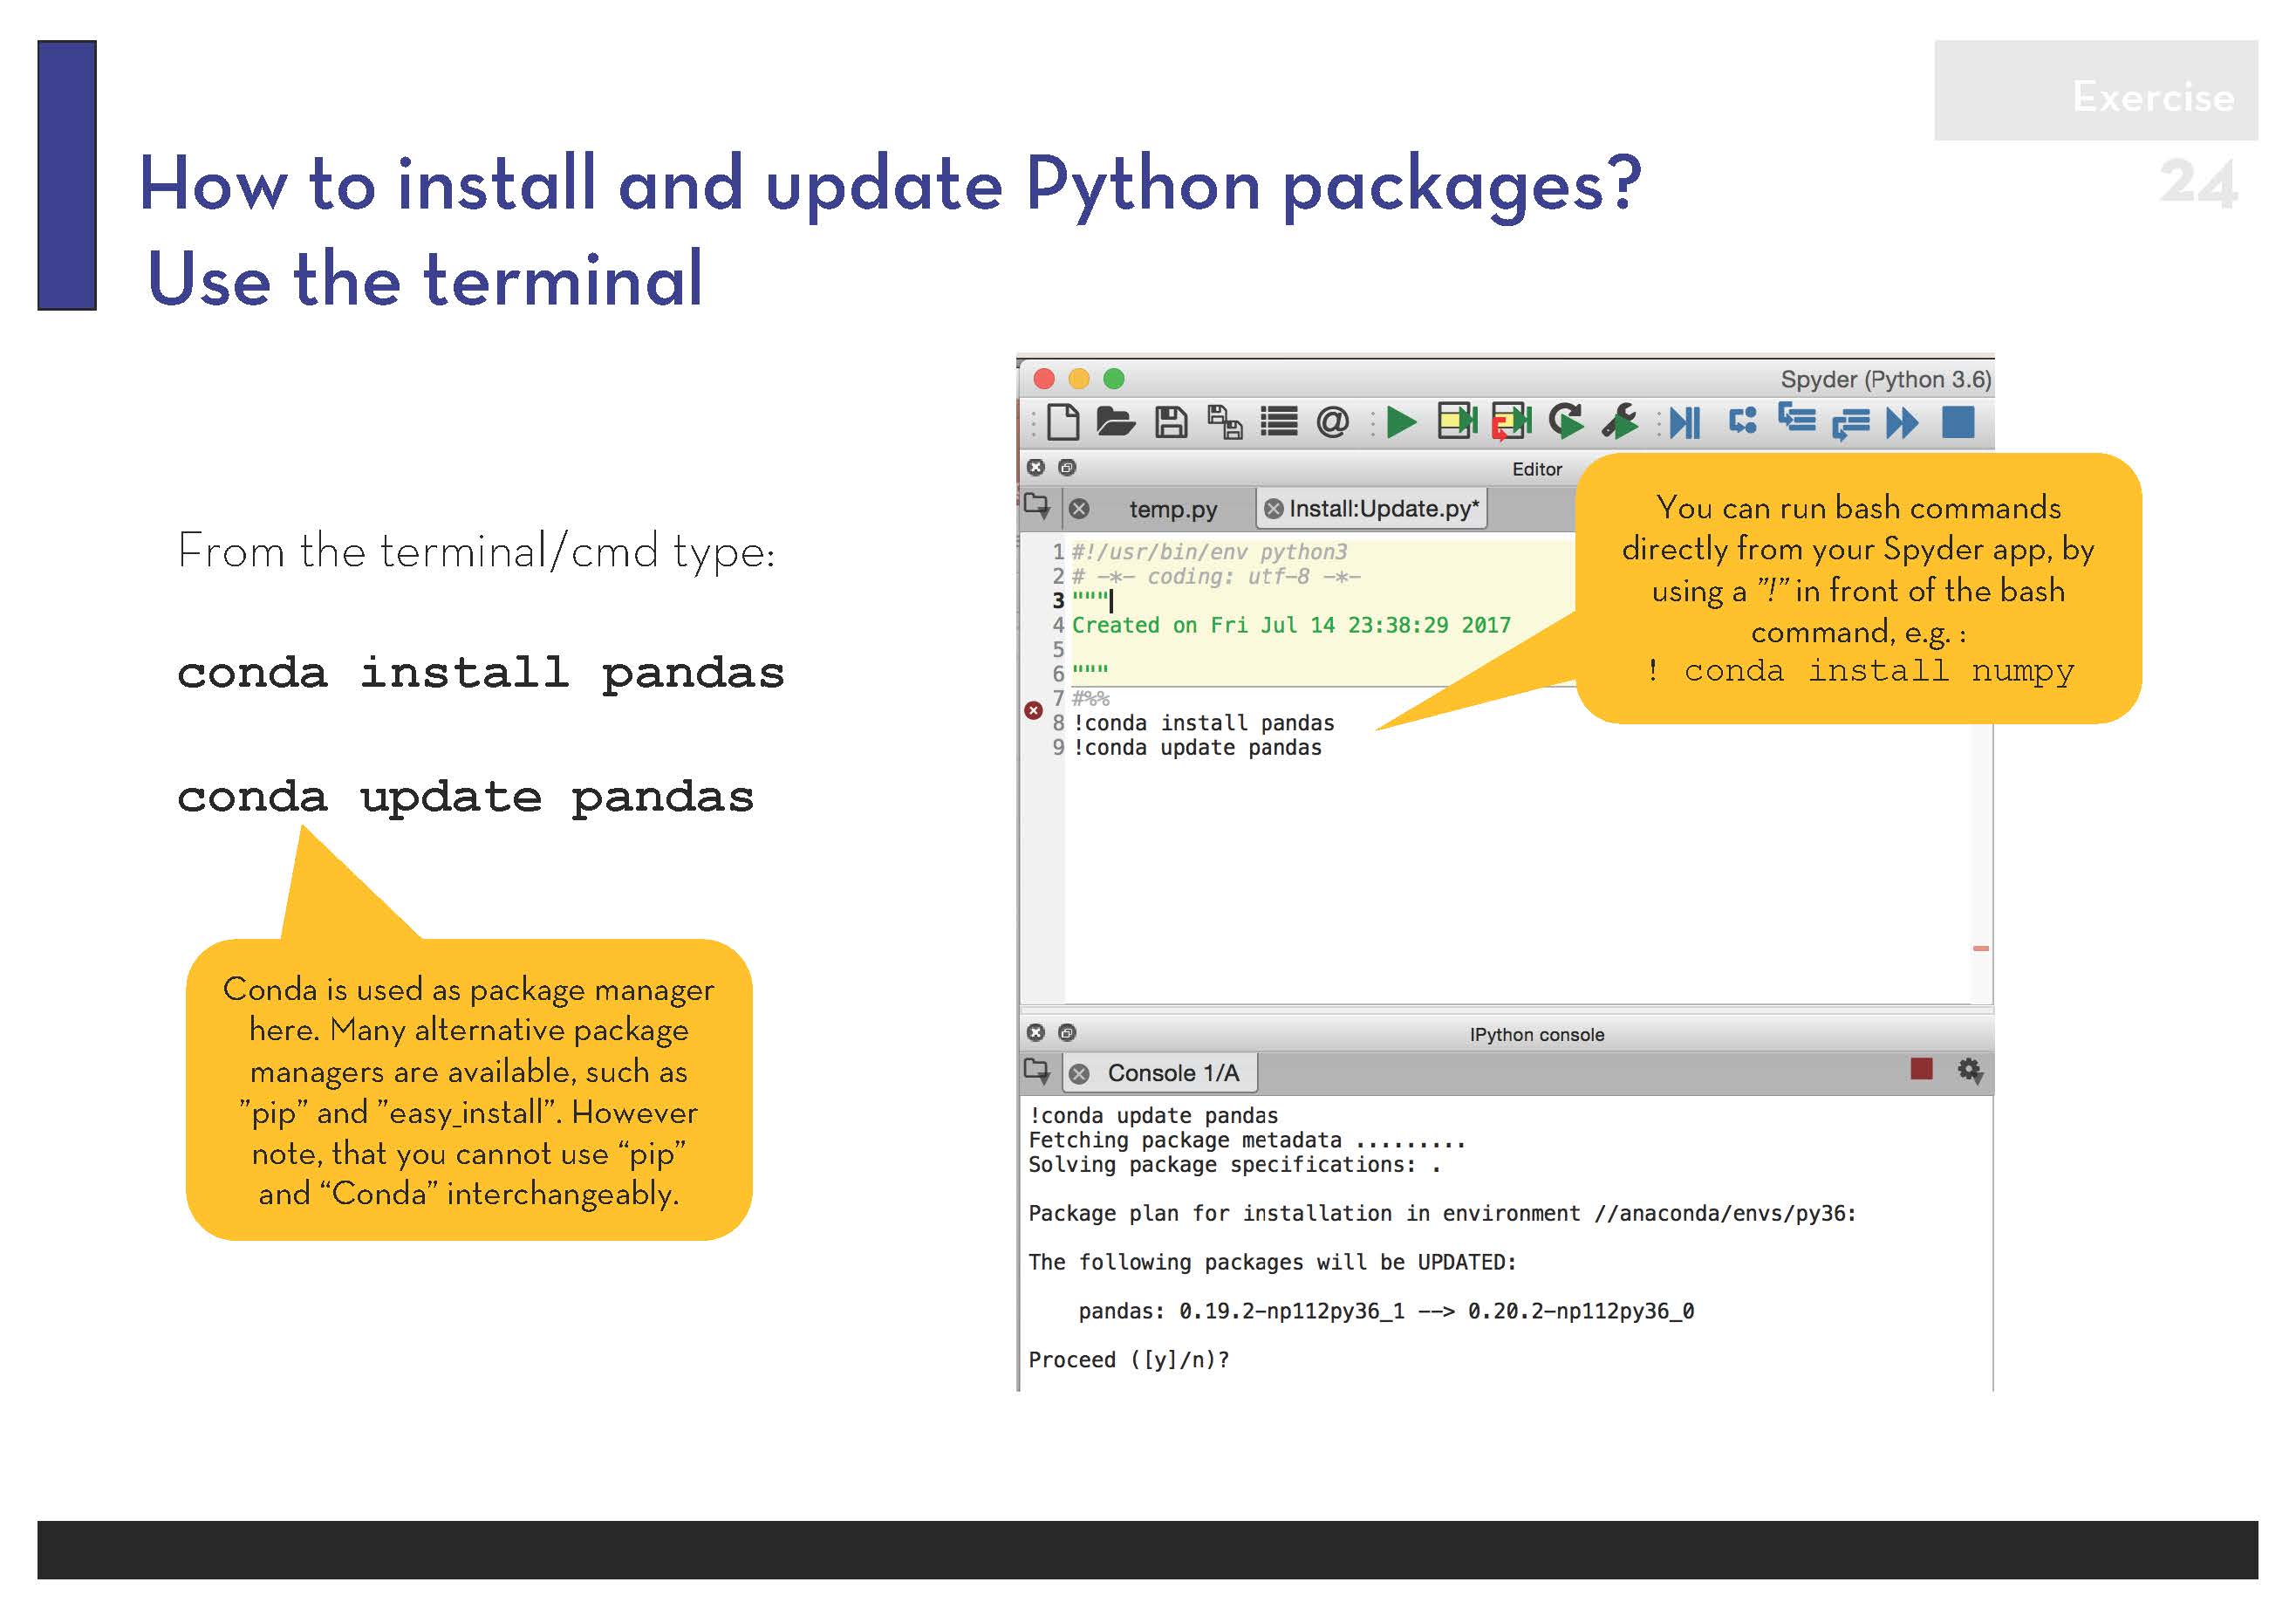 Exercise
24
How to install and update Python packages?
Use the terminal
From the terminal/cmd type:
conda install pandas
conda update pandas
Conda is used as package manager
here. Many alternative package
managers are available, such as
”pip” and ”easy_install”. However
note, that you cannot use “pip”
and “Conda” interchangeably.
Spyder (Python 3.6)
Editor
temp.py
Install:Update.py*
1 #!/usr/bin/env python3
2 # -*- coding: utf-8 -*-
3 """
4 Created on Fri Jul 14 23:38:29 2017
5
6 """
7 #%%
8 !conda install pandas
9 !conda update pandas
You can run bash commands
directly from your Spyder app, by
using a ”!” in front of the bash
command, e.g. :
! conda install numpy
IPython console
Console 1/A
!conda update pandas
Fetching package metadata .........
Solving package specifications: .
Package plan for installation in environment //anaconda/envs/py36:
The following packages will be UPDATED:
pandas: 0.19.2-np112py36_1 --> 0.20.2-np112py36_0
Proceed ([y]/n)?